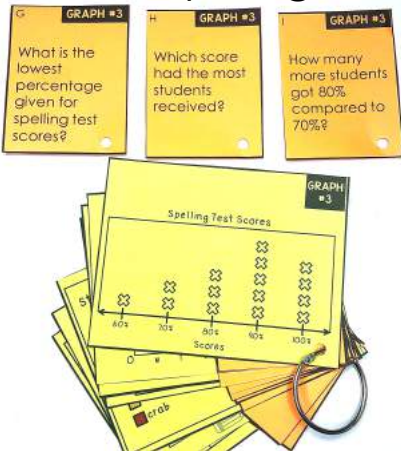 G GRAPH #3
What is the
lowest
percentage
given for
spelling test
scores?
H GRAPH #3
Which score
had the most
students
received?
I GRAPH #3
How many
more students
got 80%
compared to
70%?
GRAPH
#3
Spelling Test Scores
60% 70% 80% 90% 100%
Scores
crab